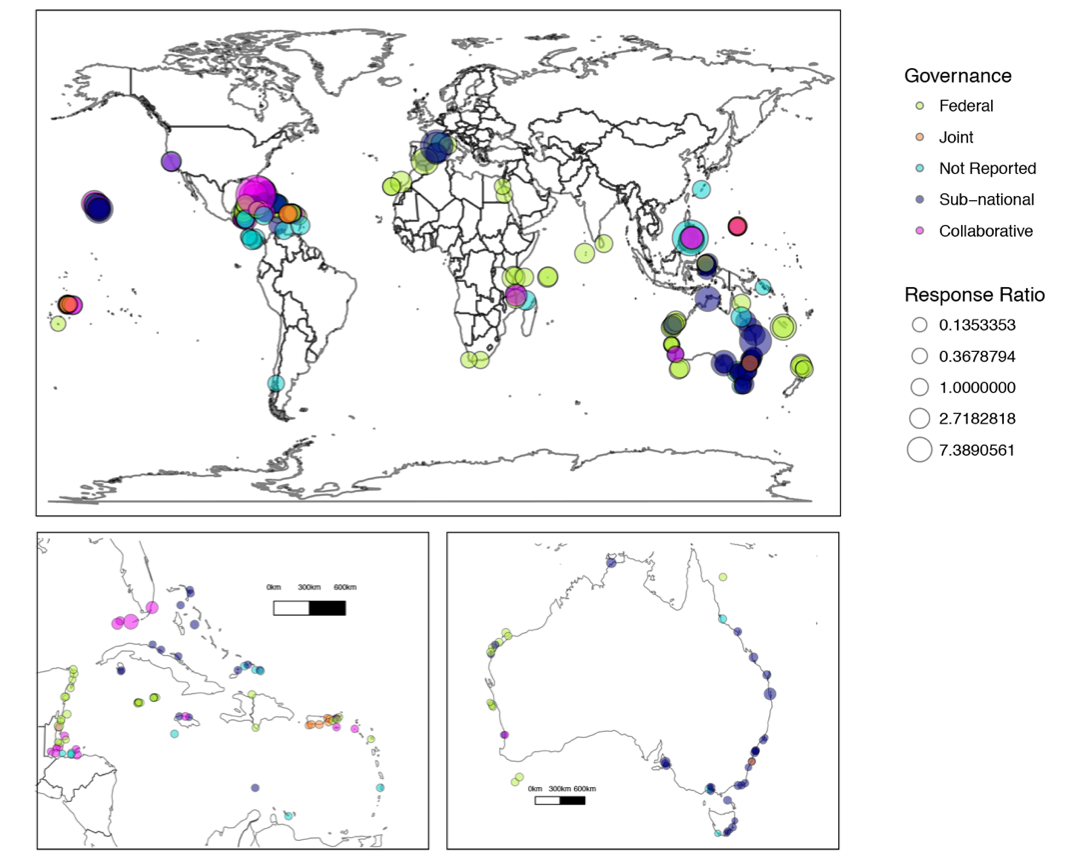 Governance
Federal
Joint
Not Reported
Sub−national
Collaborative
Response Ratio
0.1353353
0.3678794
1.0000000
2.7182818
7.3890561
0km 300km 600km
0km 300km 600km